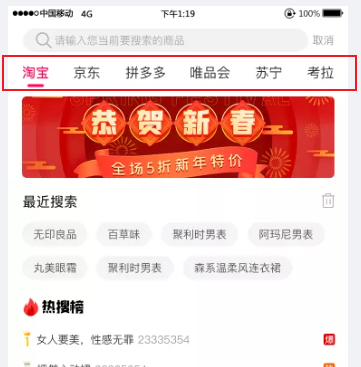 中国移动 4G 下午1:19 100%
请输入您当前要搜索的商品 取消
淘宝 京东 拼多多 唯品会 苏宁 考拉
恭贺新春
全场5折新年特价
最近搜索
无印良品 百草味 聚利时男表 阿玛尼男表
丸美眼霜 聚利时男表 森系温柔风连衣裙
热搜榜
女人要美，性感无罪 23335354 爆